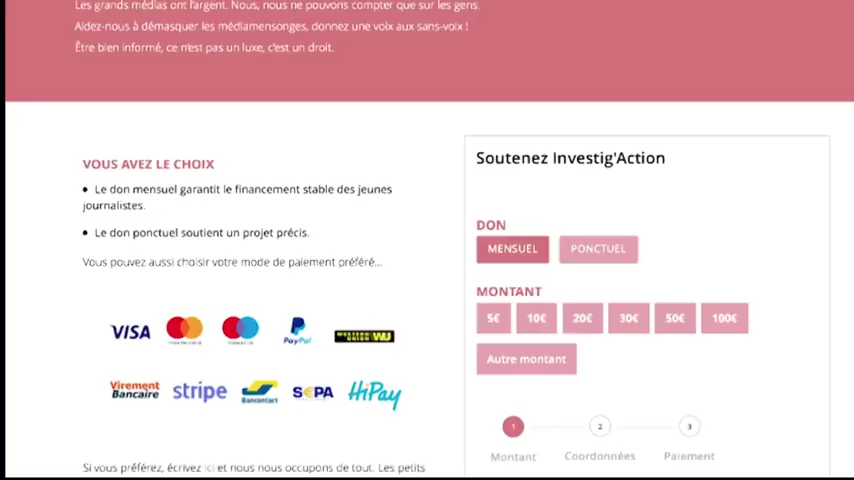 Les grands médias ont l'argent. Nous, nous ne pouvons compter que sur les gens.
Aidez-nous à démasquer les médiamensonges, donnez une voix aux sans-voix !
Être bien informé, ce n'est pas un luxe, c'est un droit.
VOUS AVEZ LE CHOIX
• Le don mensuel garantit le financement stable des jeunes
journalistes.
• Le don ponctuel soutient un projet précis.
Vous pouvez aussi choisir votre mode de paiement préféré...
VISA
PayPal
WESTERN UNION WU
Virement
Bancaire
stripe
Bancontact
SEPA
HiPay
Si vous préférez, écrivez ici et nous nous occupons de tout. Les petits
Soutenez Investig'Action
DON
MENSUEL PONCTUEL
MONTANT
5€ 10€ 20€ 30€ 50€ 100€
Autre montant
1 2 3
Montant Coordonnées Paiement